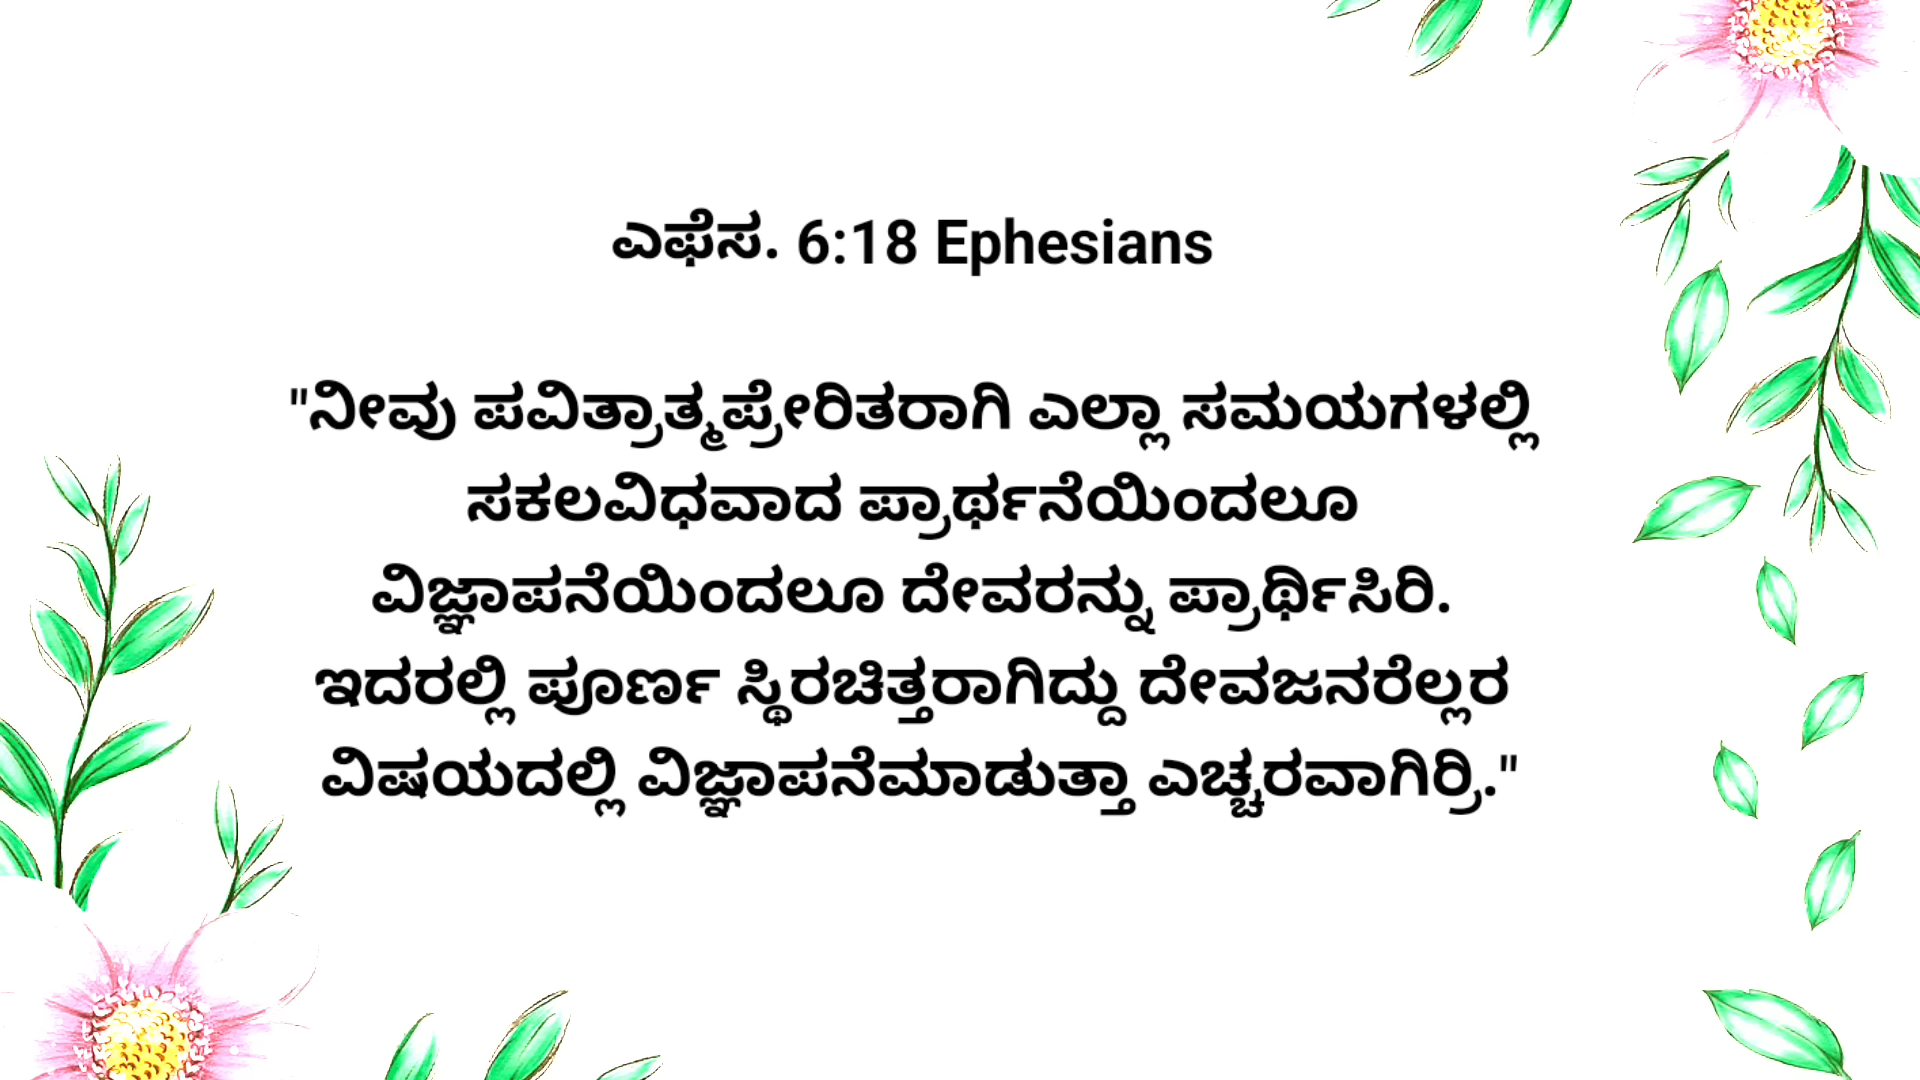 ಎಫೆಸ. 6:18 Ephesians
"ನೀವು ಪವಿತ್ರಾತ್ಮಪ್ರೇರಿತರಾಗಿ ಎಲ್ಲಾ ಸಮಯಗಳಲ್ಲಿ
ಸಕಲವಿಧವಾದ ಪ್ರಾರ್ಥನೆಯಿಂದಲೂ
ವಿಜ್ಞಾಪನೆಯಿಂದಲೂ ದೇವರನ್ನು ಪ್ರಾರ್ಥಿಸಿರಿ.
ಇದರಲ್ಲಿ ಪೂರ್ಣ ಸ್ಥಿರಚಿತ್ತರಾಗಿದ್ದು ದೇವಜನರೆಲ್ಲರ
ವಿಷಯದಲ್ಲಿ ವಿಜ್ಞಾಪನೆಮಾಡುತ್ತಾ ಎಚ್ಚರವಾಗಿರ್ರಿ."